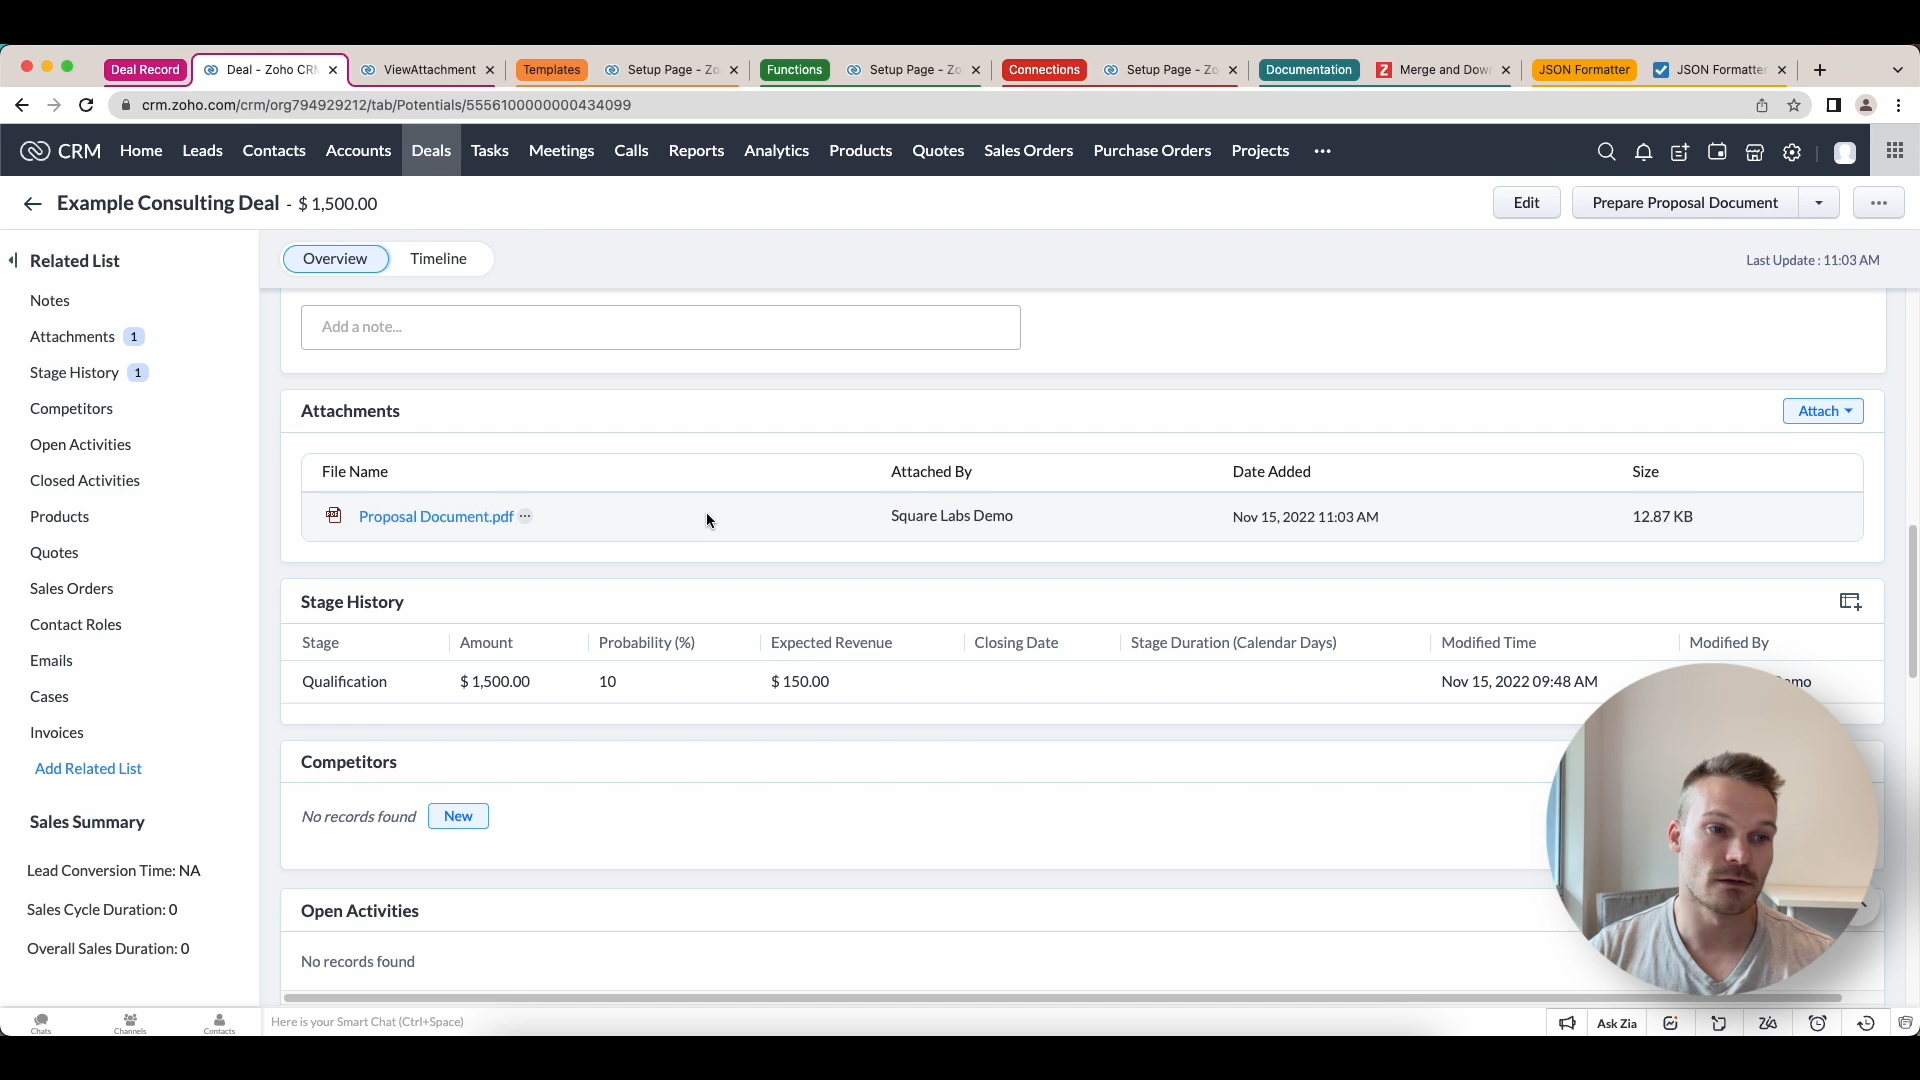 Deal Record
Deal - Zoho CR
ViewAttachment
Templates
Setup Page - Zo
Functions
Setup Page - Zo
Connections
Setup Page - Zo
Documentation
Merge and Dow
JSON Formatter
JSON Formatter
crm.zoho.com/crm/org794929212/tab/Potentials/5556100000000434099
CRM
Home
Leads
Contacts
Accounts
Deals
Tasks
Meetings
Calls
Reports
Analytics
Products
Quotes
Sales Orders
Purchase Orders
Projects
Example Consulting Deal - $ 1,500.00
Edit
Prepare Proposal Document
Related List
Overview
Timeline
Last Update : 11:03 AM
Notes
Attachments 1
Stage History 1
Competitors
Open Activities
Closed Activities
Products
Quotes
Sales Orders
Contact Roles
Emails
Cases
Invoices
Add Related List
Sales Summary
Lead Conversion Time: NA
Sales Cycle Duration: 0
Overall Sales Duration: 0
Add a note...
Attachments
Attach
File Name
Attached By
Date Added
Size
Proposal Document.pdf
Square Labs Demo
Nov 15, 2022 11:03 AM
12.87 KB
Stage History
Stage
Amount
Probability (%)
Expected Revenue
Closing Date
Stage Duration (Calendar Days)
Modified Time
Modified By
Qualification
$ 1,500.00
10
$ 150.00
Nov 15, 2022 09:48 AM
mo
Competitors
No records found
New
Open Activities
No records found
Chats
Channels
Contacts
Here is your Smart Chat (Ctrl+Space)
Ask Zia